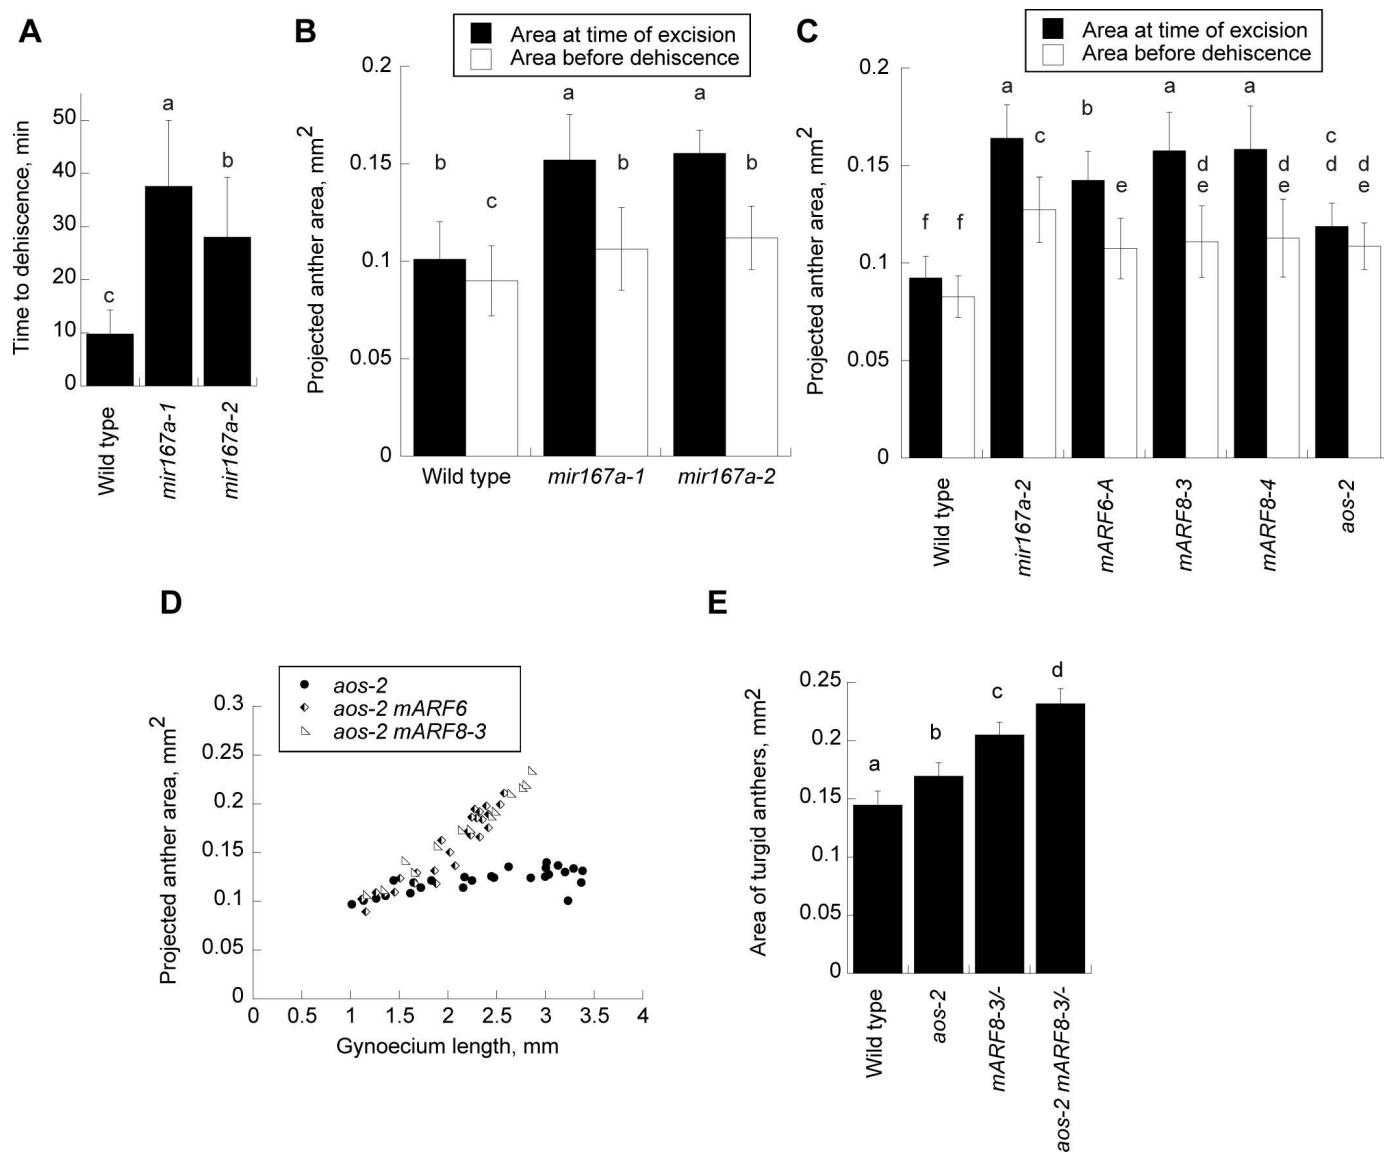 A
Time to dehiscence, min
50
40
30
20
10
0
a
b
c
Wild type
mir167a-1
mir167a-2
B
Area at time of excision
Area before dehiscence
Projected anther area, mm2
0.2
0.15
0.1
0.05
0
b
c
a
b
a
b
Wild type
mir167a-1
mir167a-2
C
Area at time of excision
Area before dehiscence
Projected anther area, mm2
0.2
0.15
0.1
0.05
0
f
f
a
c
b
e
a
d
e
a
d
e
c
d
d
e
Wild type
mir167a-2
mARF6-A
mARF8-3
mARF8-4
aos-2
D
aos-2
aos-2 mARF6
aos-2 mARF8-3
Projected anther area, mm2
0.3
0.25
0.2
0.15
0.1
0.05
0
0 0.5 1 1.5 2 2.5 3 3.5 4
Gynoecium length, mm
E
Area of turgid anthers, mm2
0.25
0.2
0.15
0.1
0.05
0
a
b
c
d
Wild type
aos-2
mARF8-3/-
aos-2 mARF8-3/-